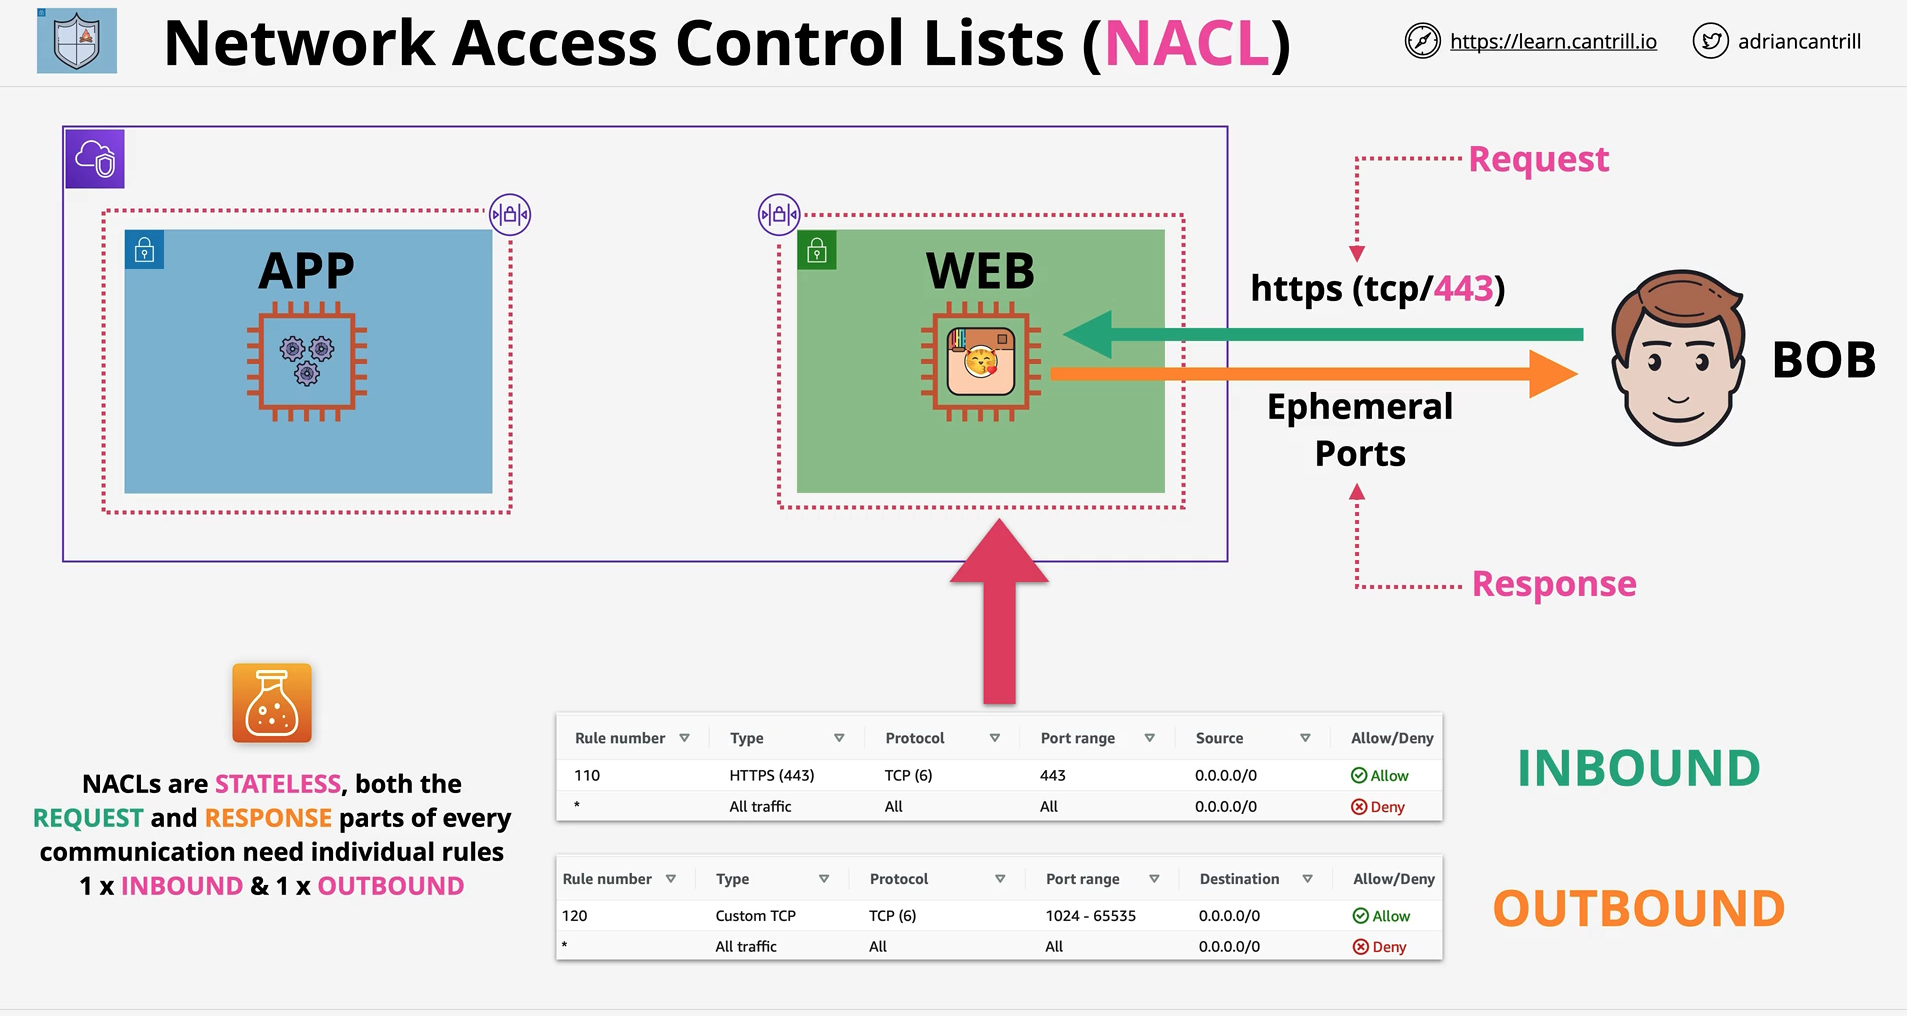 Network Access Control Lists (NACL)
https://learn.cantrill.io
adriancantrill
Request
APP
WEB
https (tcp/443)
BOB
Ephemeral
Ports
Response
NACLs are STATELESS, both the
REQUEST and RESPONSE parts of every
communication need individual rules
1 x INBOUND & 1 x OUTBOUND
Rule number Type Protocol Port range Source Allow/Deny
110 HTTPS (443) TCP (6) 443 0.0.0.0/0 Allow
* All traffic All All 0.0.0.0/0 Deny
INBOUND
Rule number Type Protocol Port range Destination Allow/Deny
120 Custom TCP TCP (6) 1024 - 65535 0.0.0.0/0 Allow
* All traffic All All 0.0.0.0/0 Deny
OUTBOUND